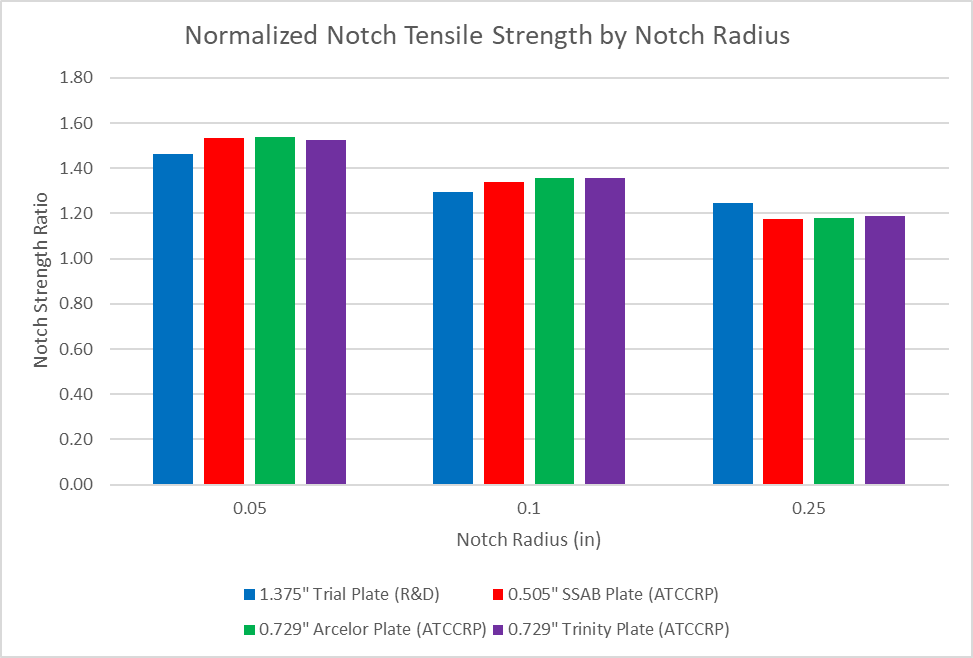 Normalized Notch Tensile Strength by Notch Radius
1.80
1.60
1.40
1.20
1.00
0.80
0.60
0.40
0.20
0.00
Notch Strength Ratio
0.05 0.1 0.25
Notch Radius (in)
1.375" Trial Plate (R&D) 0.505" SSAB Plate (ATCCRP)
0.729" Arcelor Plate (ATCCRP) 0.729" Trinity Plate (ATCCRP)